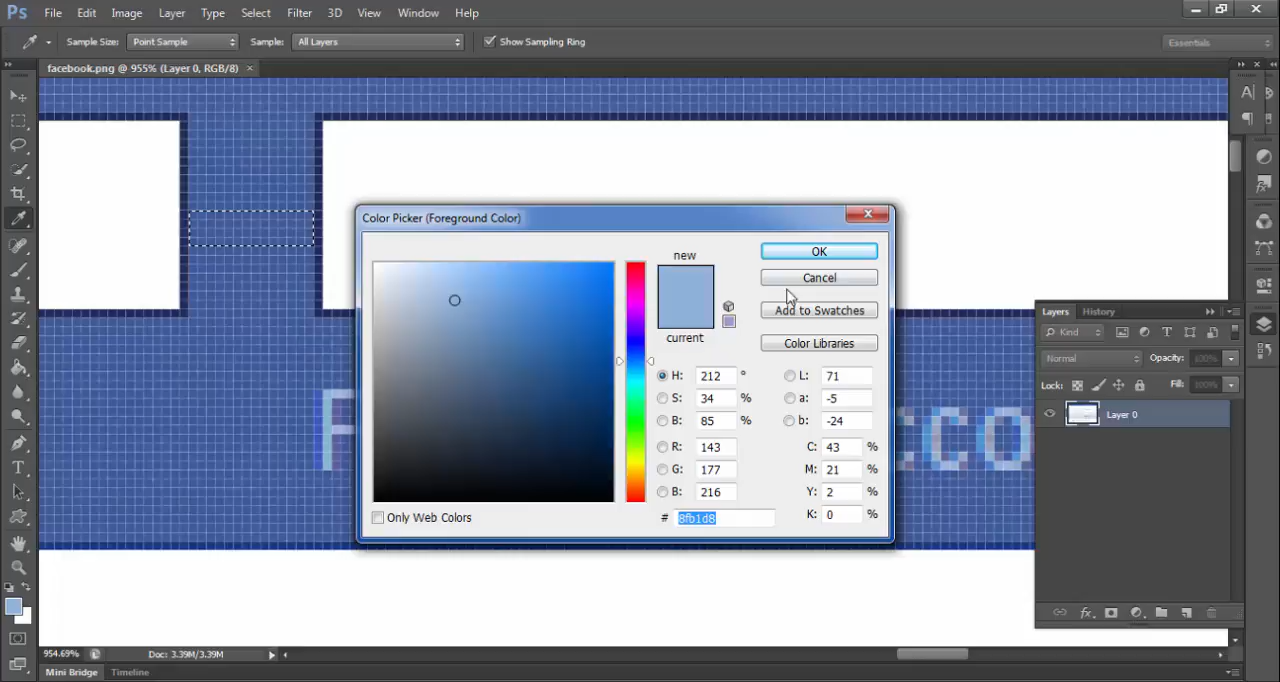 Ps File Edit Image Layer Type Select Filter 3D View Window Help
Sample Size: Point Sample Sample: All Layers Show Sampling Ring Essentials
facebook.png @ 955% (Layer 0, RGB/8) ×
Color Picker (Foreground Color)
new
OK
Cancel
Add to Swatches
current
Color Libraries
H: 212 ° L: 71
S: 34 % a: -5
B: 85 % b: -24
R: 143 C: 43 %
G: 177 M: 21 %
B: 216 Y: 2 %
# 8fb1d8 K: 0 %
Only Web Colors
F
cco
Layers History
Kind
Normal Opacity: 100%
Lock: Fill: 100%
Layer 0
954.69% Doc: 3.39M/3.39M
Mini Bridge Timeline